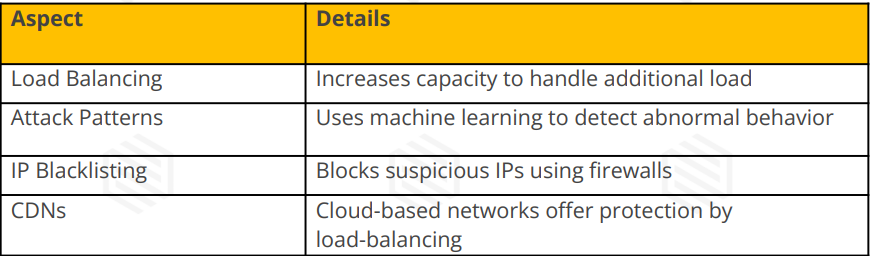 Aspect Details
Load Balancing Increases capacity to handle additional load
Attack Patterns Uses machine learning to detect abnormal behavior
IP Blacklisting Blocks suspicious IPs using firewalls
CDNs Cloud-based networks offer protection by
load-balancing